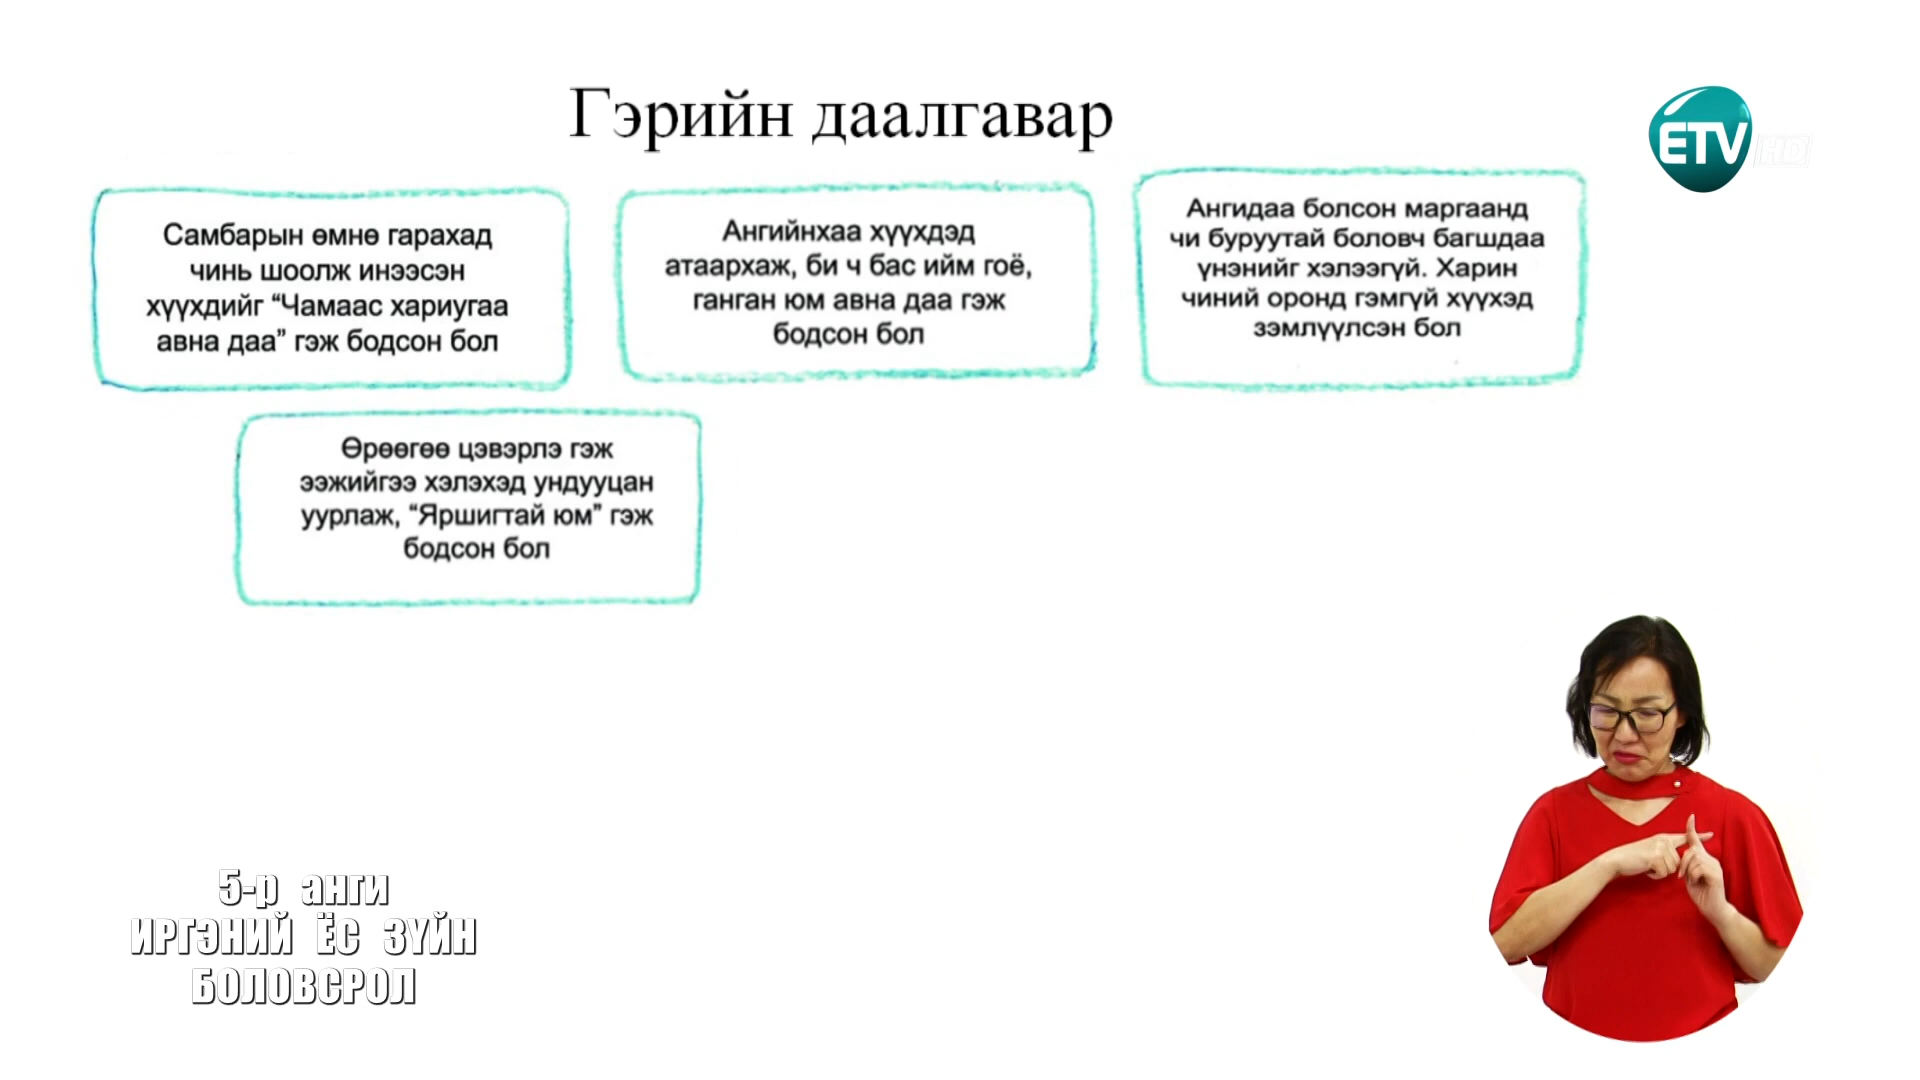 Гэрийн даалгавар
ETV HD
Самбарын өмнө гарахад
чинь шоолж инээсэн
хүүхдийг “Чамаас хариугаа
авна даа” гэж бодсон бол
Ангийнхаа хүүхдэд
атаархаж, би ч бас ийм гоё,
ганган юм авна даа гэж
бодсон бол
Ангидаа болсон маргаанд
чи буруутай боловч багшдаа
үнэнийг хэлээгүй. Харин
чиний оронд гэмгүй хүүхэд
зэмлүүлсэн бол
Өрөөгөө цэвэрлэ гэж
ээжийгээ хэлэхэд ундууцан
уурлаж, “Яршигтай юм” гэж
бодсон бол
5-р анги
ИРГЭНИЙ ЁС ЗҮЙН
БОЛОВСРОЛ